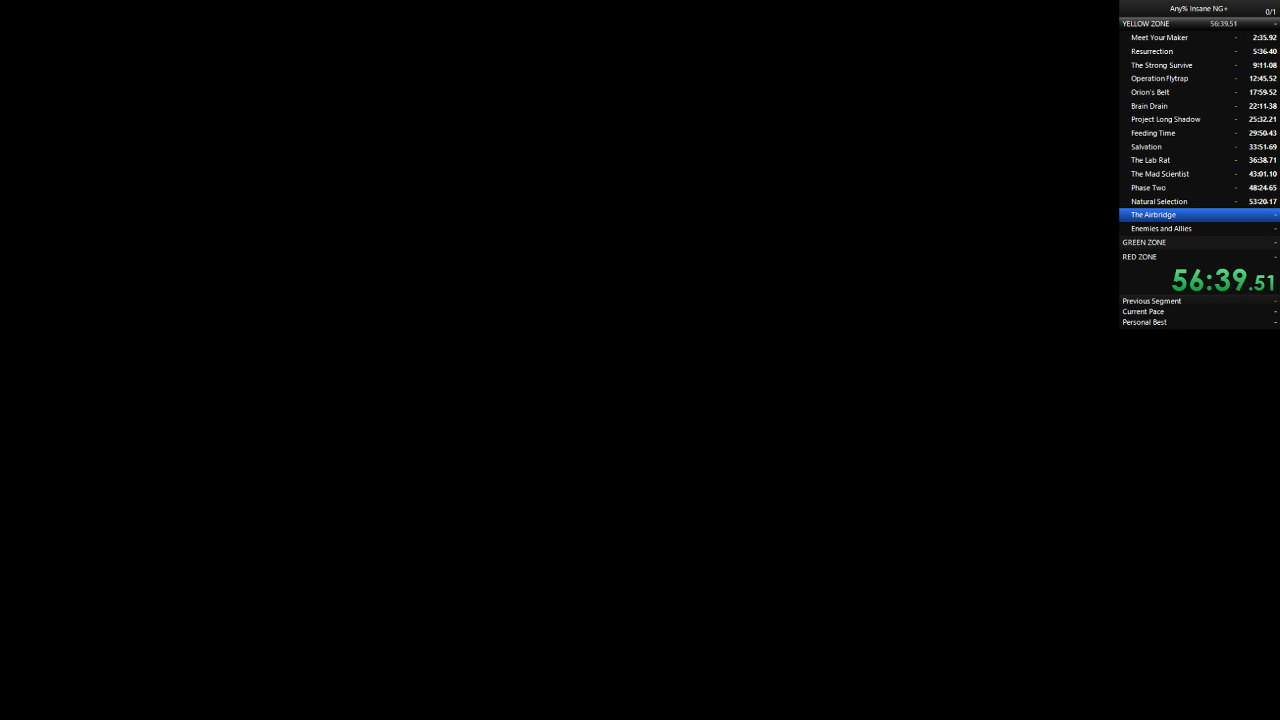 Any% Insane NG+ 0/1
YELLOW ZONE 56:39.51 -
Meet Your Maker - 2:35.92
Resurrection - 5:36.40
The Strong Survive - 9:11.08
Operation Flytrap - 12:45.52
Orion's Belt - 17:59.52
Brain Drain - 22:11.38
Project Long Shadow - 25:32.21
Feeding Time - 29:50.43
Salvation - 33:51.69
The Lab Rat - 36:38.71
The Mad Scientist - 43:01.10
Phase Two - 48:24.65
Natural Selection - 53:20.17
The Airbridge -
Enemies and Allies -
GREEN ZONE -
RED ZONE -
56:39.51
Previous Segment -
Current Pace -
Personal Best -